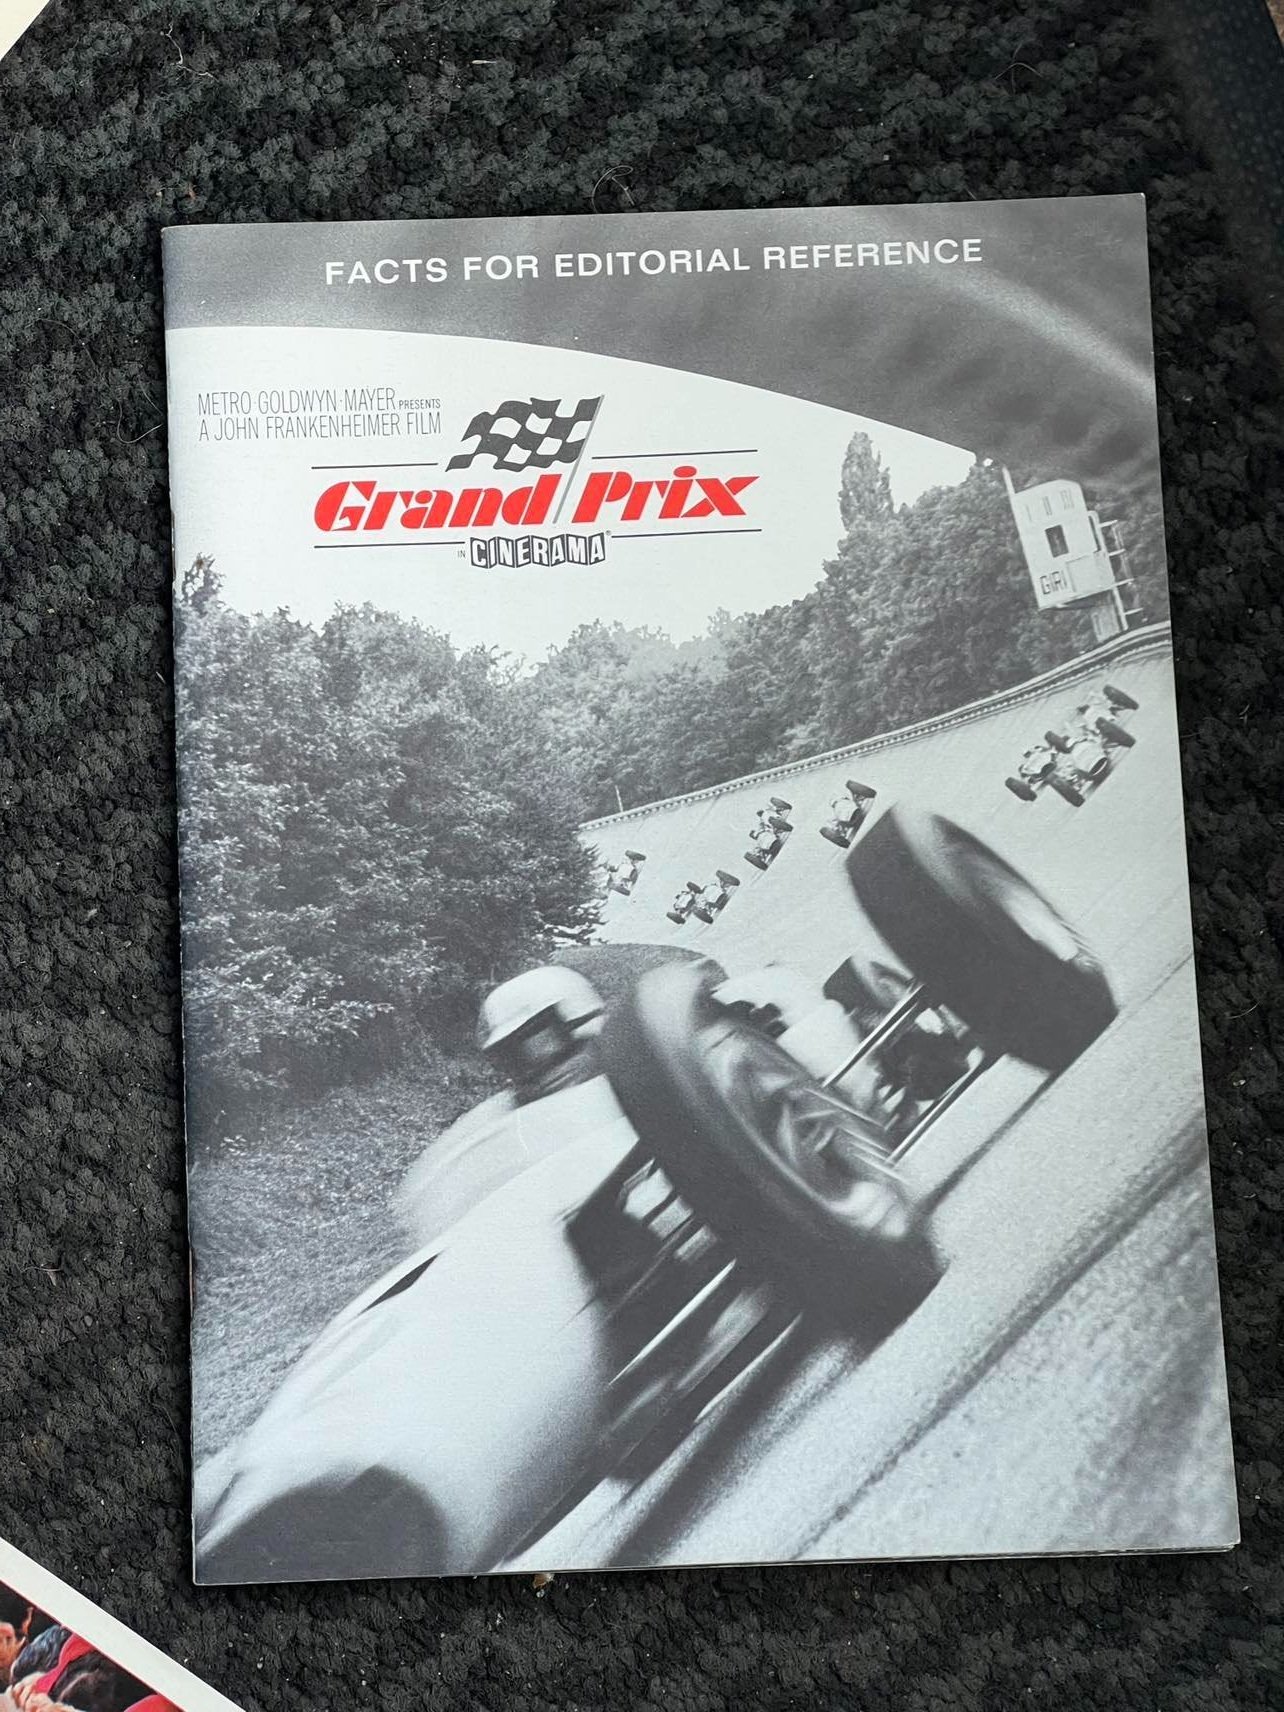 FACTS FOR EDITORIAL REFERENCE
METRO-GOLDWYN-MAYER PRESENTS
A JOHN FRANKENHEIMER FILM
Grand Prix
IN CINERAMA®
GIRI